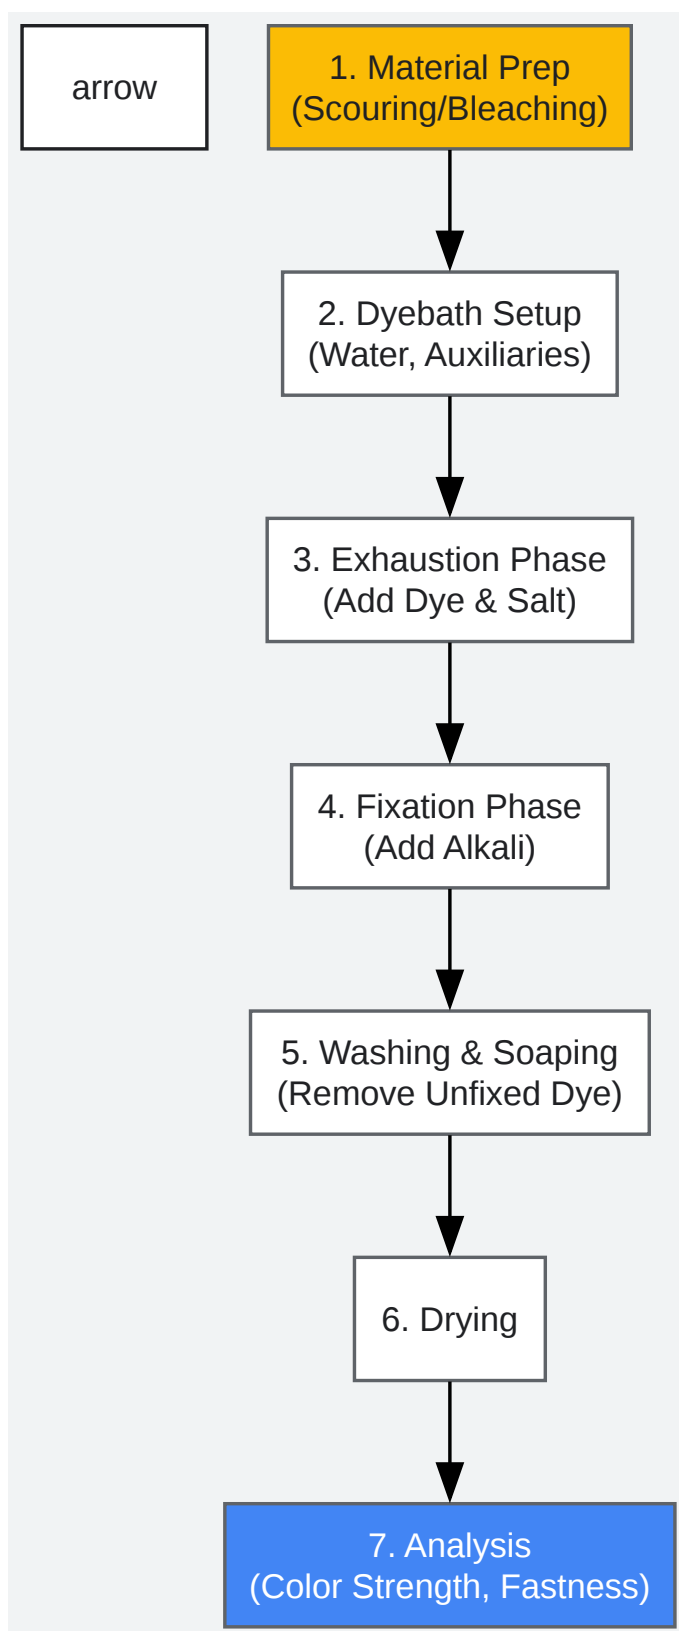 arrow
1. Material Prep
(Scouring/Bleaching)
2. Dyebath Setup
(Water, Auxiliaries)
3. Exhaustion Phase
(Add Dye & Salt)
4. Fixation Phase
(Add Alkali)
5. Washing & Soaping
(Remove Unfixed Dye)
6. Drying
7. Analysis
(Color Strength, Fastness)